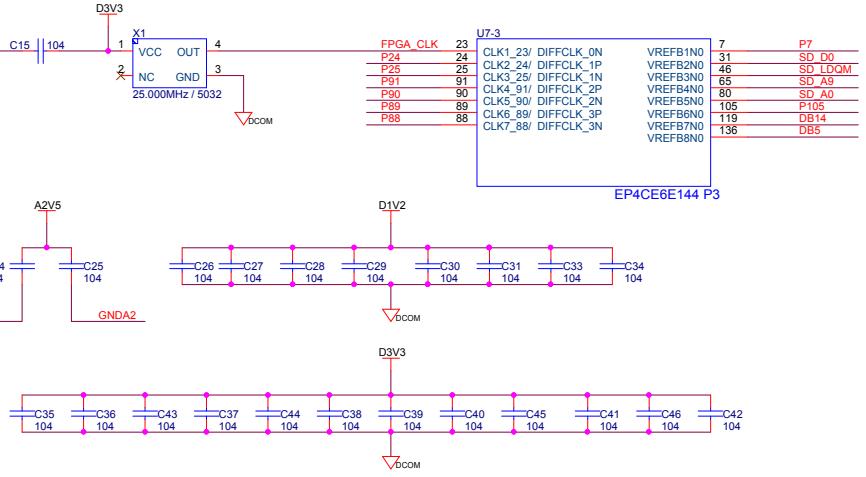 D3V3
C15 104
X1
1 VCC OUT 4
2 NC GND 3
25.000MHz / 5032
DCOM
U7-3
FPGA_CLK 23 CLK1_23/ DIFFCLK_0N
P24 24 CLK2_24/ DIFFCLK_1P
P25 25 CLK3_25/ DIFFCLK_1N
P91 91 CLK4_91/ DIFFCLK_2P
P90 90 CLK5_90/ DIFFCLK_2N
P89 89 CLK6_89/ DIFFCLK_3P
P88 88 CLK7_88/ DIFFCLK_3N
VREFB1N0 7 P7
VREFB2N0 31 SD_D0
VREFB3N0 46 SD_LDQM
VREFB4N0 65 SD_A9
VREFB5N0 80 SD_A0
VREFB6N0 105 P105
VREFB7N0 119 DB14
VREFB8N0 136 DB5
EP4CE6E144 P3
A2V5
4 C25
4 104
GNDA2
D1V2
C26 C27 C28 C29 C30 C31 C33 C34
104 104 104 104 104 104 104 104
DCOM
D3V3
C35 C36 C43 C37 C44 C38 C39 C40 C45 C41 C46 C42
104 104 104 104 104 104 104 104 104 104 104 104
DCOM